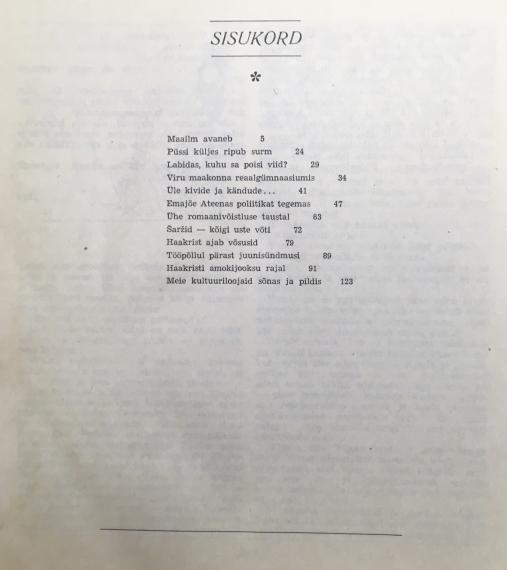 SISUKORD
*
Maailm avaneb 5
Püssi küljes ripub surm 24
Labidas, kuhu sa poisi viid? 29
Viru maakonna reaalgümnaasiumis 34
Üle kivide ja kändude... 41
Emajõe Ateenas poliitikat tegemas 47
Ühe romaanivõistluse taustal 63
Šaržid — kõigi uste võti 72
Haakrist ajab võsusid 79
Tööpõllul pärast juunisündmusi 89
Haakristi amokijooksu rajal 91
Meie kultuuriloojaid sõnas ja pildis 123